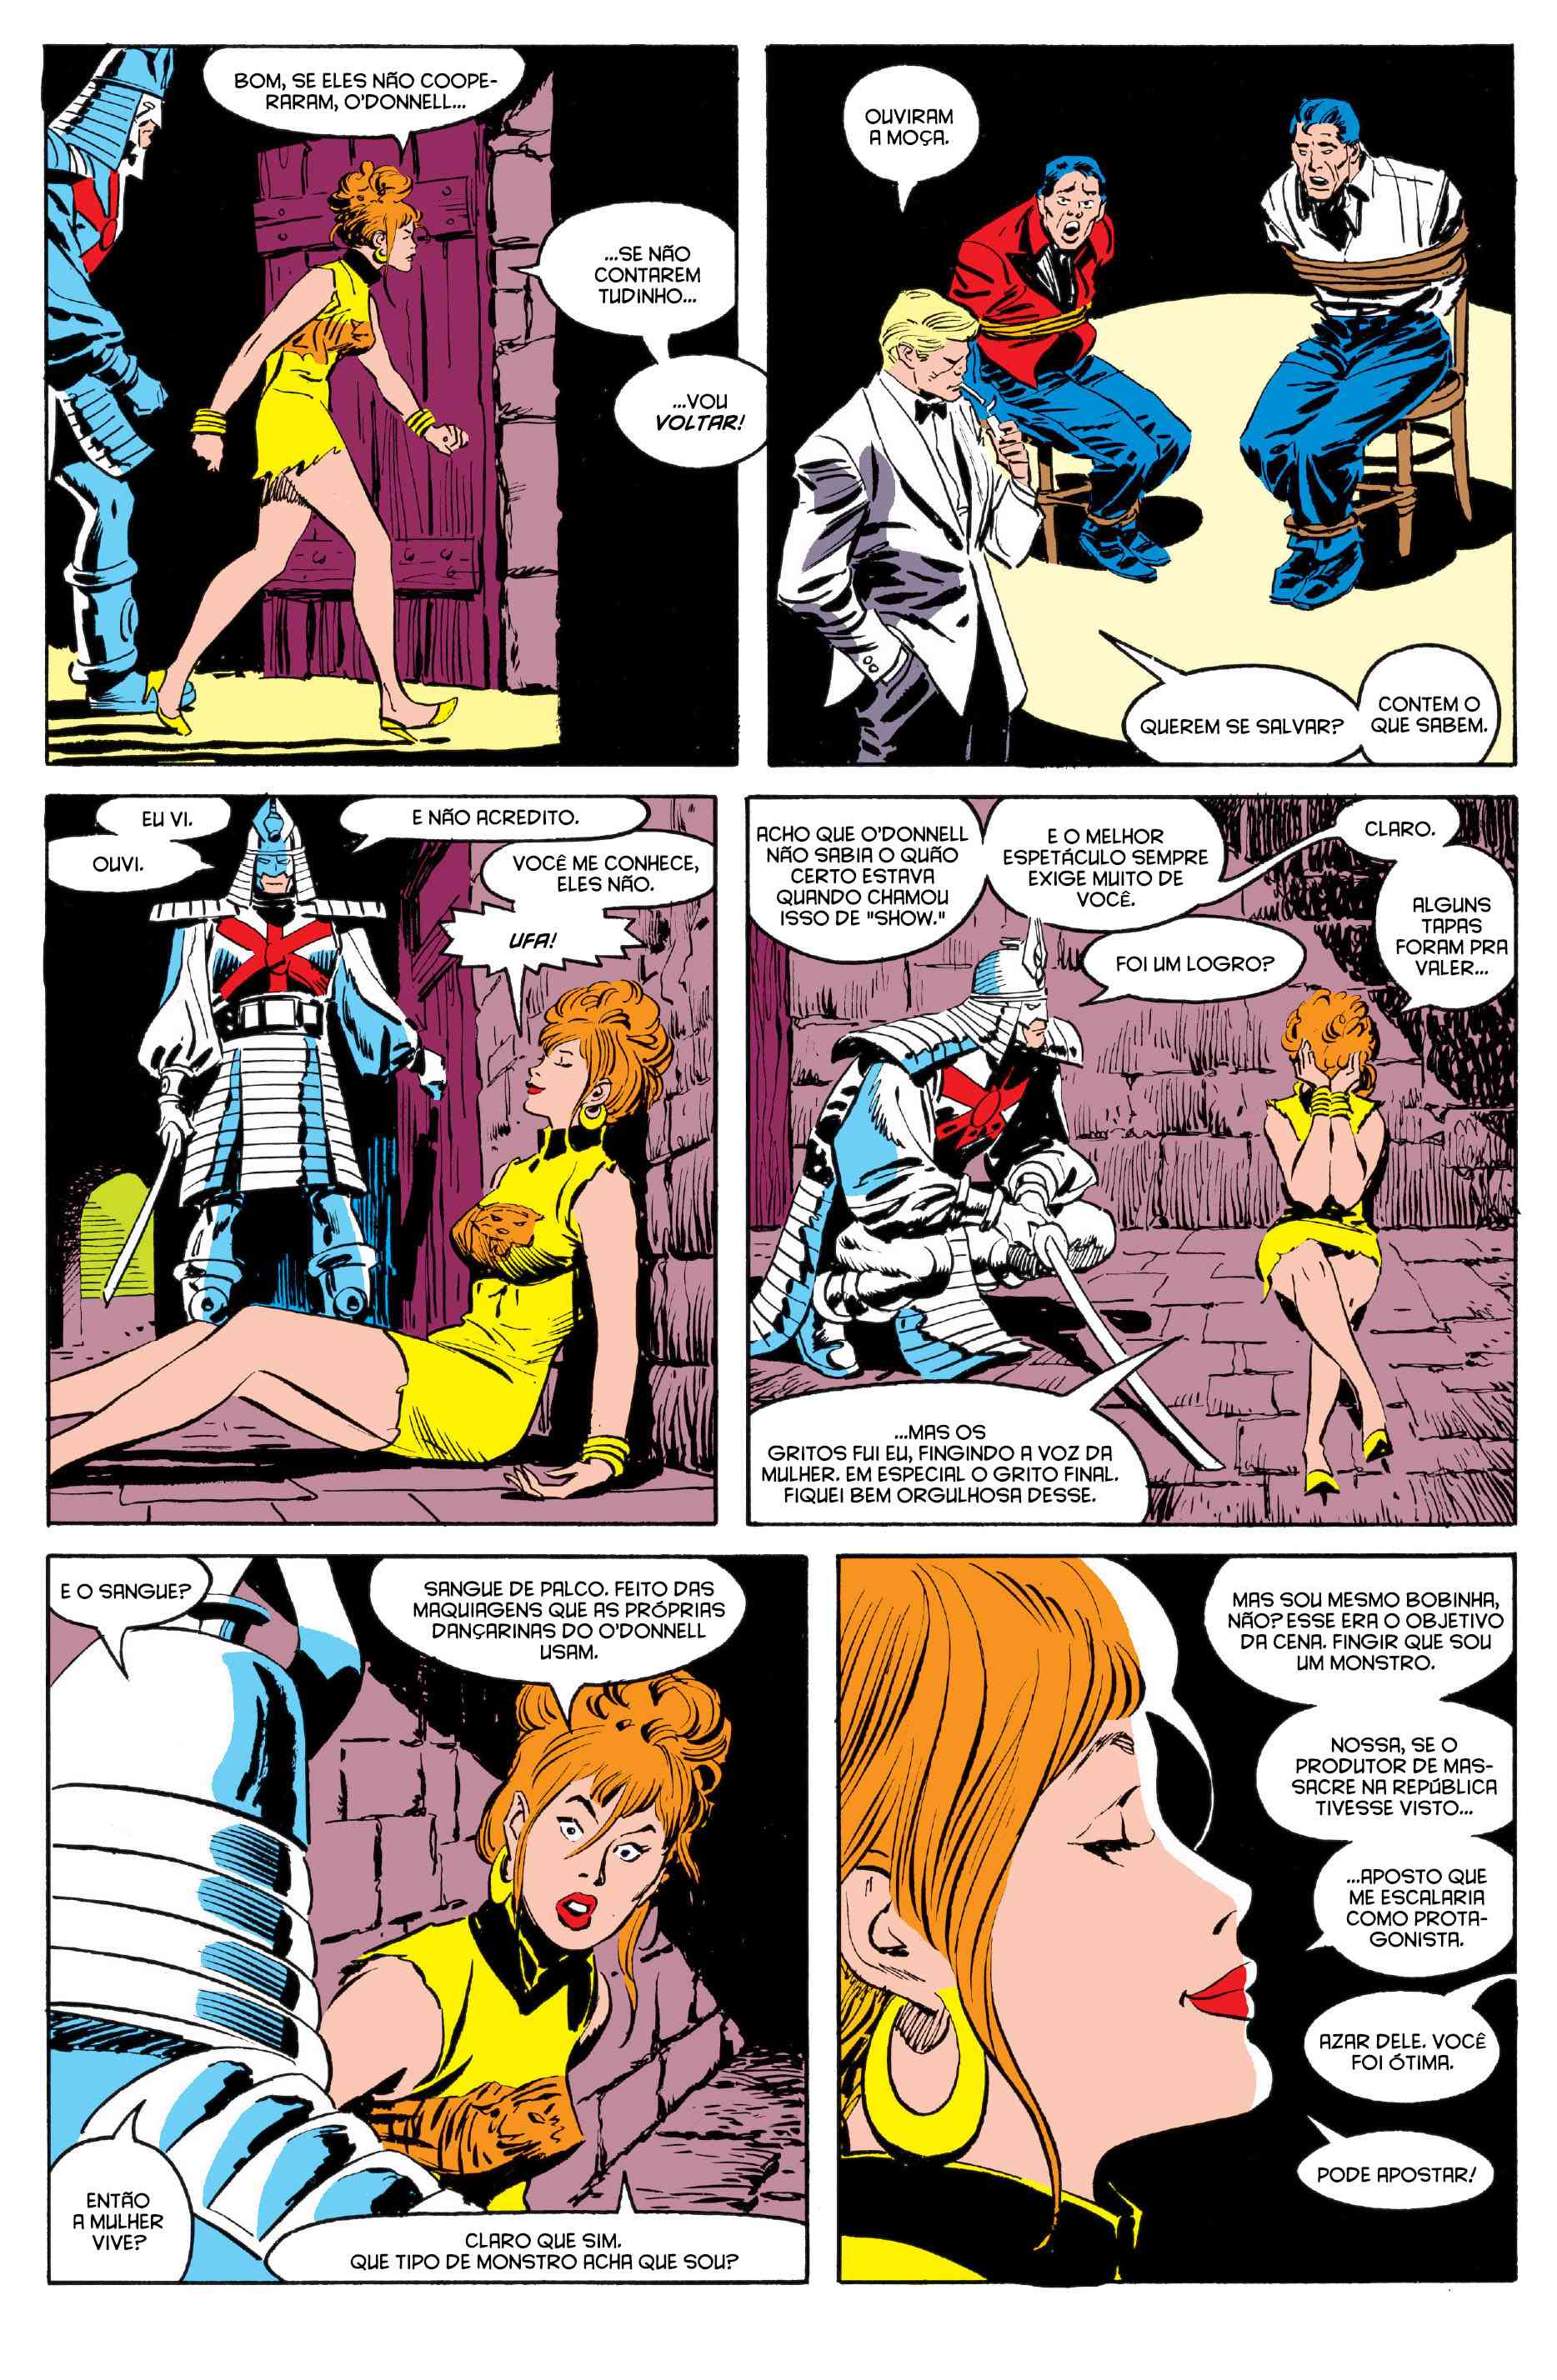 BOM, SE ELES NÃO COOPE-
RARAM, O'DONNELL...
...SE NÃO
CONTAREM
TUDINHO...
...VOU
VOLTAR!
OUVIRAM
A MOÇA.
QUEREM SE SALVAR?
CONTEM O
QUE SABEM.
EU VI.
OUVI.
E NÃO ACREDITO.
VOCÊ ME CONHECE,
ELES NÃO.
UFA!
ACHO QUE O'DONNELL
NÃO SABIA O QUÃO
CERTO ESTAVA
QUANDO CHAMOU
ISSO DE "SHOW."
E O MELHOR
ESPETÁCULO SEMPRE
EXIGE MUITO DE
VOCÊ.
FOI UM LOGRO?
CLARO.
ALGUNS
TAPAS
FORAM PRA
VALER...
...MAS OS
GRITOS FUI EU, FINGINDO A VOZ DA
MULHER. EM ESPECIAL O GRITO FINAL.
FIQUEI BEM ORGULHOSA DESSE.
E O SANGUE?
SANGUE DE PALCO. FEITO DAS
MAQUIAGENS QUE AS PRÓPRIAS
DANÇARINAS DO O'DONNELL
USAM.
ENTÃO
A MULHER
VIVE?
CLARO QUE SIM.
QUE TIPO DE MONSTRO ACHA QUE SOU?
MAS SOU MESMO BOBINHA,
NÃO? ESSE ERA O OBJETIVO
DA CENA. FINGIR QUE SOU
UM MONSTRO.
NOSSA, SE O
PRODUTOR DE MAS-
SACRE NA REPÚBLICA
TIVESSE VISTO...
...APOSTO QUE
ME ESCALARIA
COMO PROTA-
GONISTA.
AZAR DELE. VOCÊ
FOI ÓTIMA.
PODE APOSTAR!